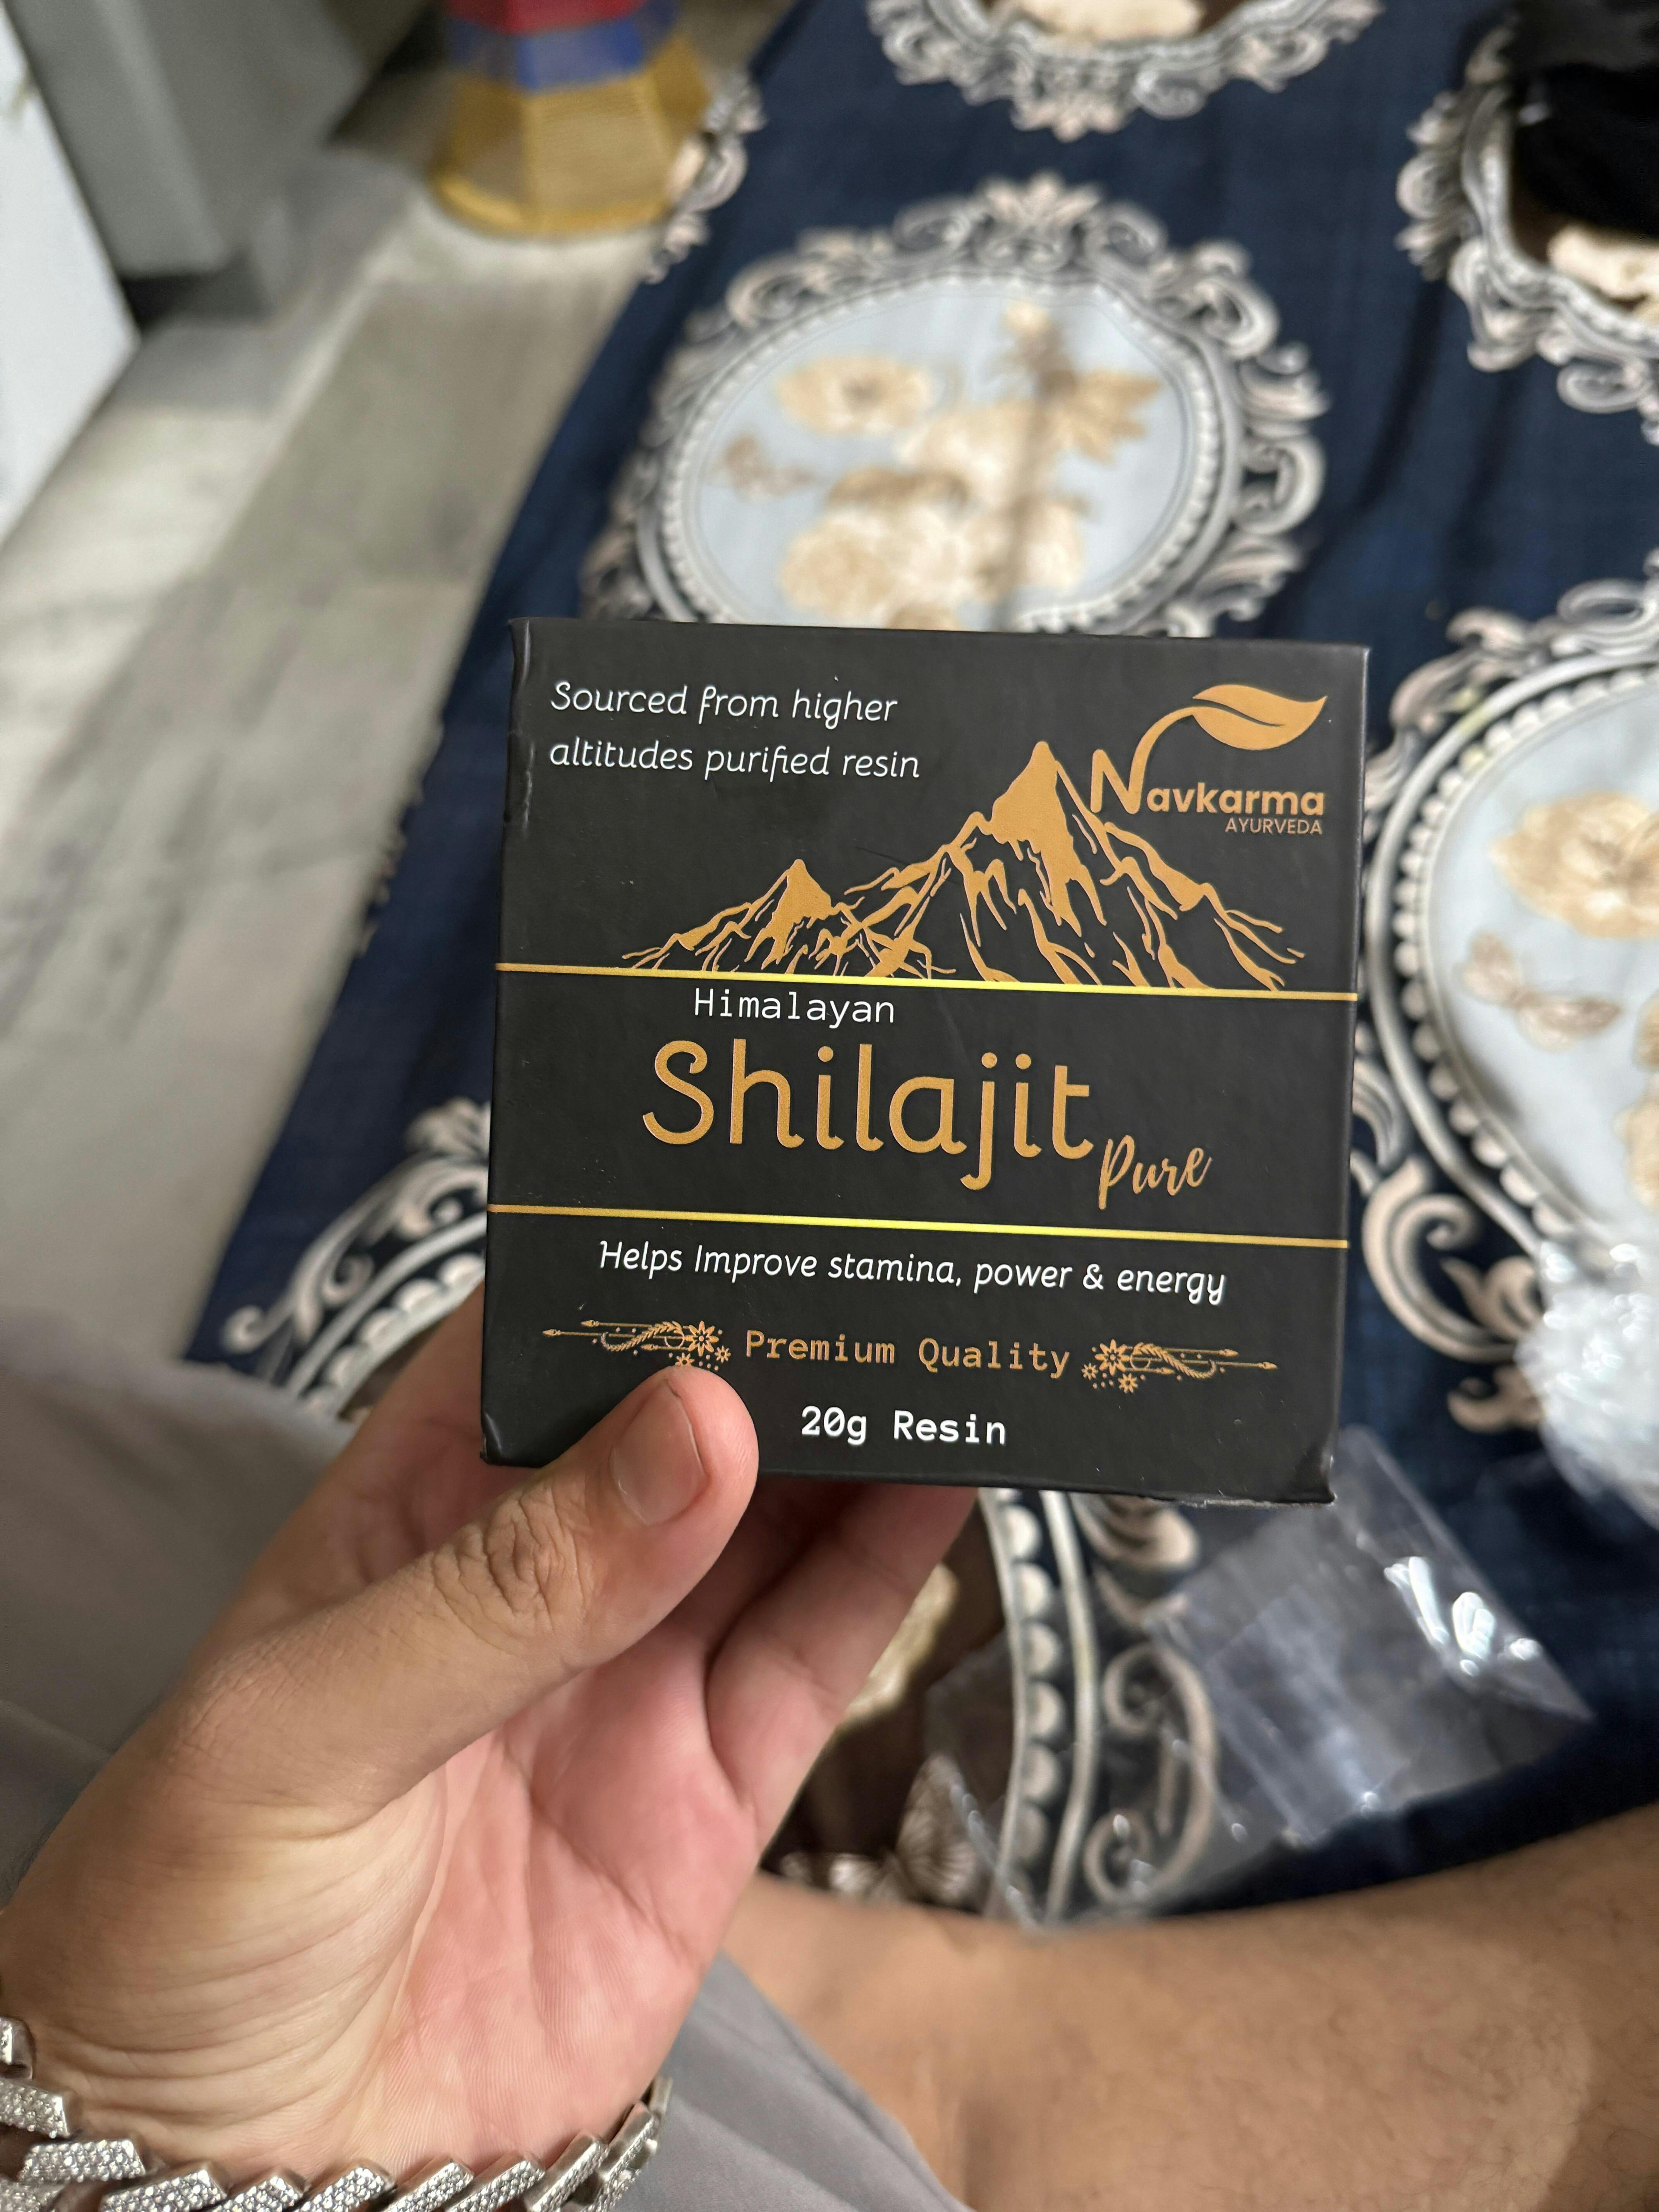 Sourced from higher
altitudes purified resin
Navkarma
AYURVEDA
Himalayan
Shilajit
Pure
Helps Improve stamina, power & energy
Premium Quality
20g Resin